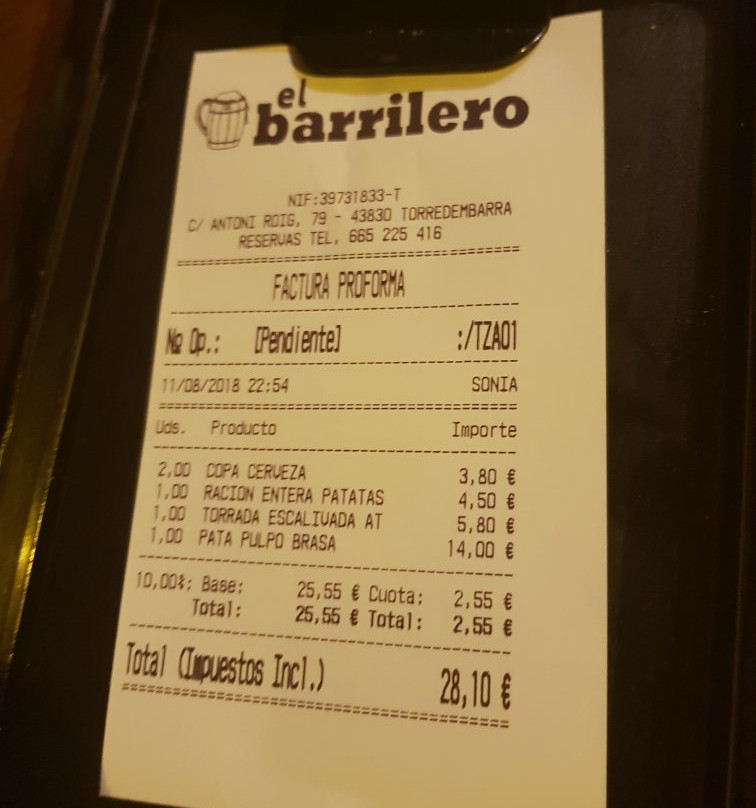 el
barrilero
NIF:39731833-T
C/ ANTONI ROIG, 79 - 43830 TORREDEMBARRA
RESERVAS TEL, 665 225 416
FACTURA PROFORMA
№ Op.: [Pendiente] :/TZA01
11/08/2018 22:54 SONIA
Uds. Producto Importe
2,00 COPA CERVEZA 3,80 €
1,00 RACION ENTERA PATATAS 4,50 €
1,00 TORRADA ESCALIVADA AT 5,80 €
1,00 PATA PULPO BRASA 14,00 €
10,00%: Base: 25,55 € Cuota: 2,55 €
Total: 25,55 € Total: 2,55 €
Total (Impuestos Incl.) 28,10 €